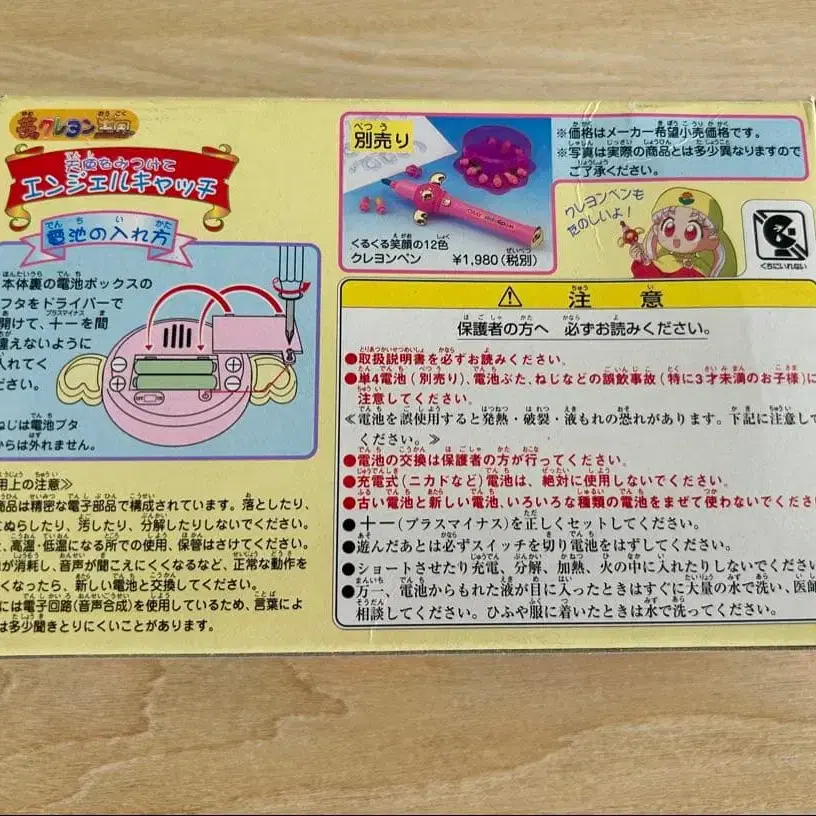 夢クレヨン王国
天使をみつけて
エンジェルキャッチ
電池の入れ方
本体裏の電池ボックスの
フタをドライバーで
開けて、＋－を間
違えないように
入れてく
ださい。
ねじは電池ブタ
からは外れません。
用上の注意≫
商品は精密な電子部品で構成されています。落としたり、
ぬらしたり、汚したり、分解したりしないでください。
、高温・低温になる所での使用、保管はさけてください。
が消耗し、音声が聞こえにくくなるなど、正常な動作を
くなったら、新しい電池と交換してください。
には電子回路(音声合成)を使用しているため、言葉によ
は多少聞きとりにくいことがあります。
別売り
くるくる笑顔の12色
クレヨンペン
¥1,980(税別)
※価格はメーカー希望小売価格です。
※写真は実際の商品とは多少異なりますので
ご了承ください。
クレヨンペンも
たのしいよ!
くちにいれない
注意
保護者の方へ 必ずお読みください。
●取扱説明書を必ずお読みください。
●単4電池(別売り)、電池ぶた、ねじなどの誤飲事故(特に3才未満のお子様)に
注意してください。
≪電池を誤使用すると発熱・破裂・液もれの恐れがあります。下記に注意して
ください。≫
●電池の交換は保護者の方が行ってください。
●充電式(ニカドなど)電池は、絶対に使用しないでください。
●古い電池と新しい電池、いろいろな種類の電池をまぜて使わないでください
●＋－(プラスマイナス)を正しくセットしてください。
●遊んだあとは必ずスイッチを切り電池をはずしてください。
●ショートさせたり充電、分解、加熱、火の中に入れたりしないでください。
●万一、電池からもれた液が目に入ったときはすぐに大量の水で洗い、医師
相談してください。ひふや服に着いたときは水で洗ってください。